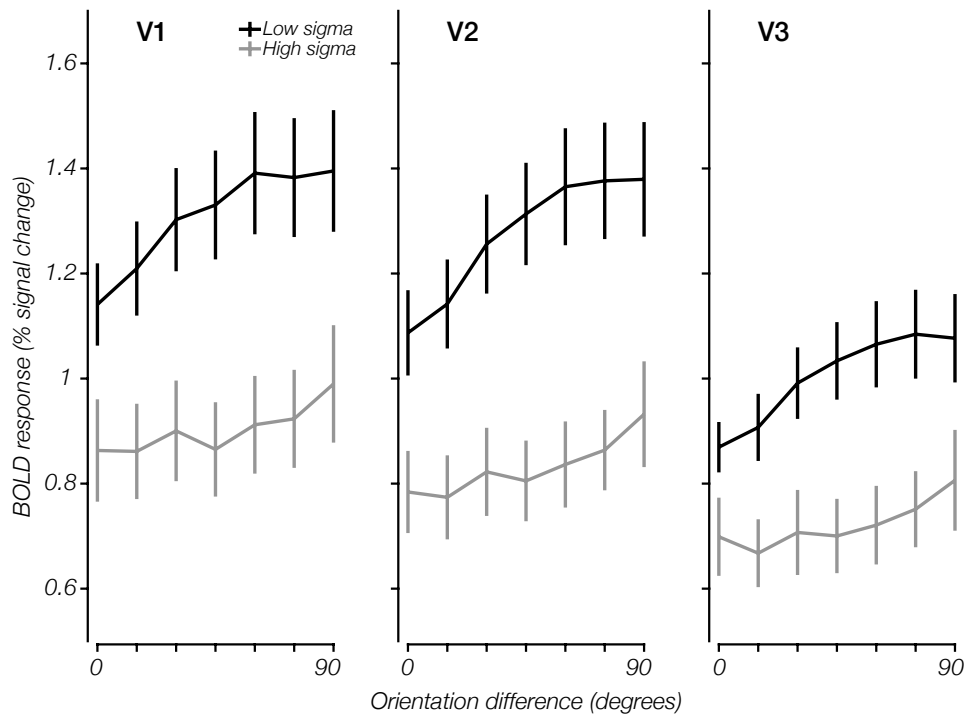 V1
Low sigma
High sigma
V2
V3
BOLD response (% signal change)
1.6
1.4
1.2
1
0.8
0.6
0
90
0
90
0
90
Orientation difference (degrees)